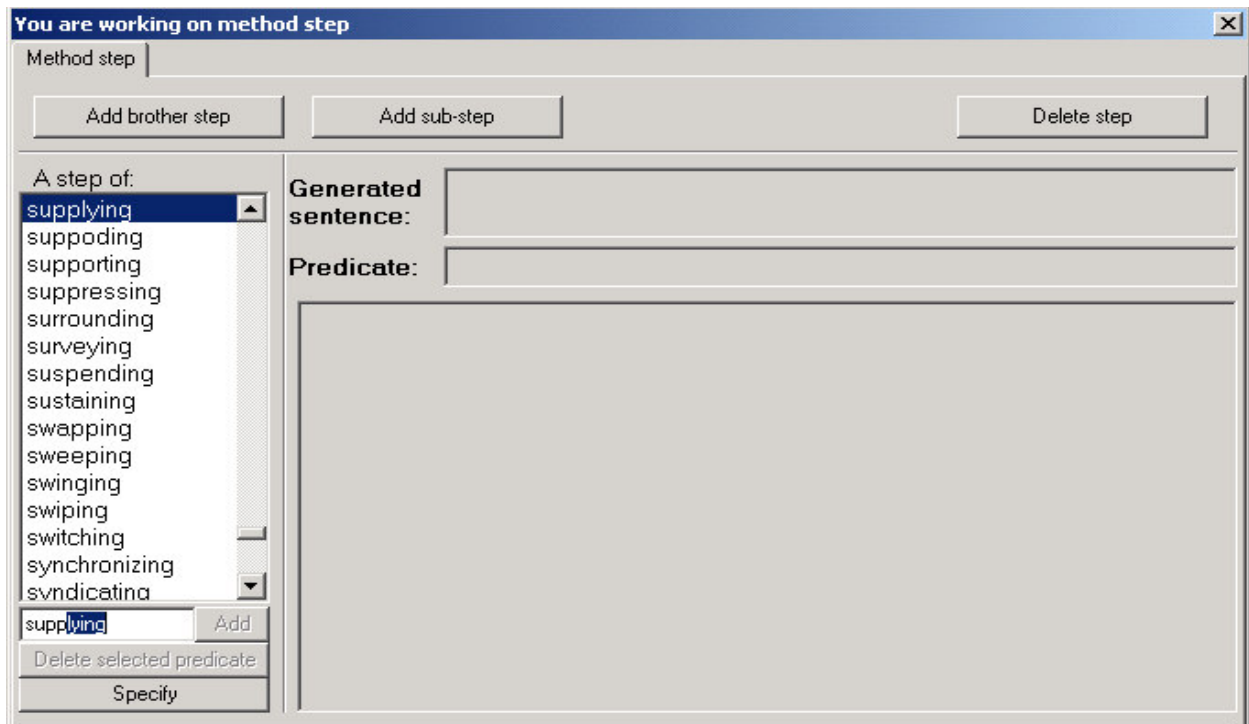 You are working on method step
Method step
Add brother step
Add sub-step
Delete step
A step of:
supplying
suppoding
supporting
suppressing
surrounding
surveying
suspending
sustaining
swapping
sweeping
swinging
swiping
switching
synchronizing
syndicating
supplying
Add
Delete selected predicate
Specify
Generated
sentence:
Predicate: